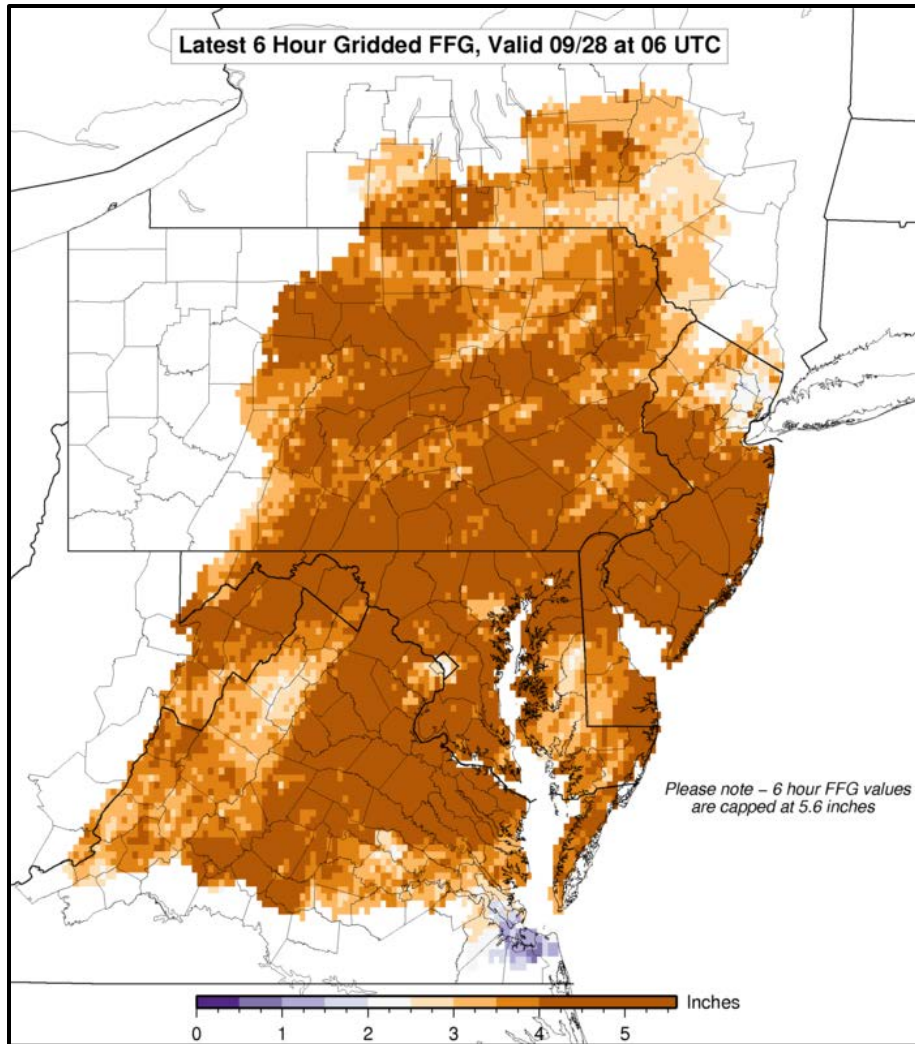 Latest 6 Hour Gridded FFG, Valid 09/28 at 06 UTC
Please note – 6 hour FFG values
are capped at 5.6 inches
Inches
0 1 2 3 4 5